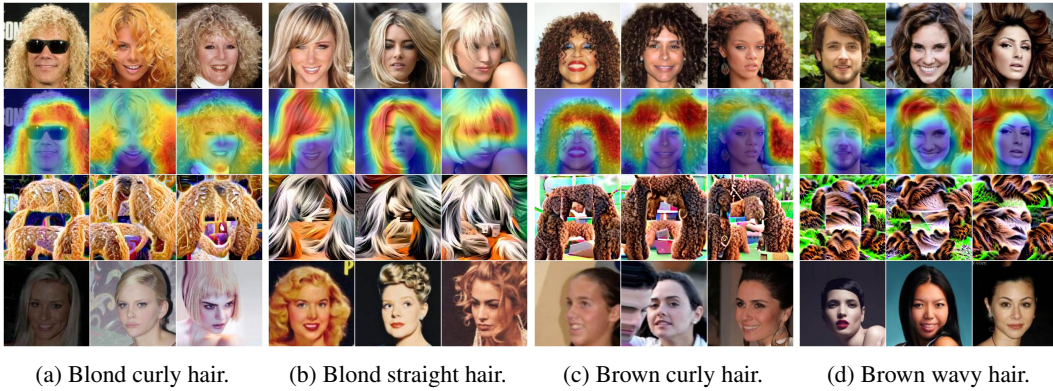 (a) Blond curly hair.
(b) Blond straight hair.
(c) Brown curly hair.
(d) Brown wavy hair.